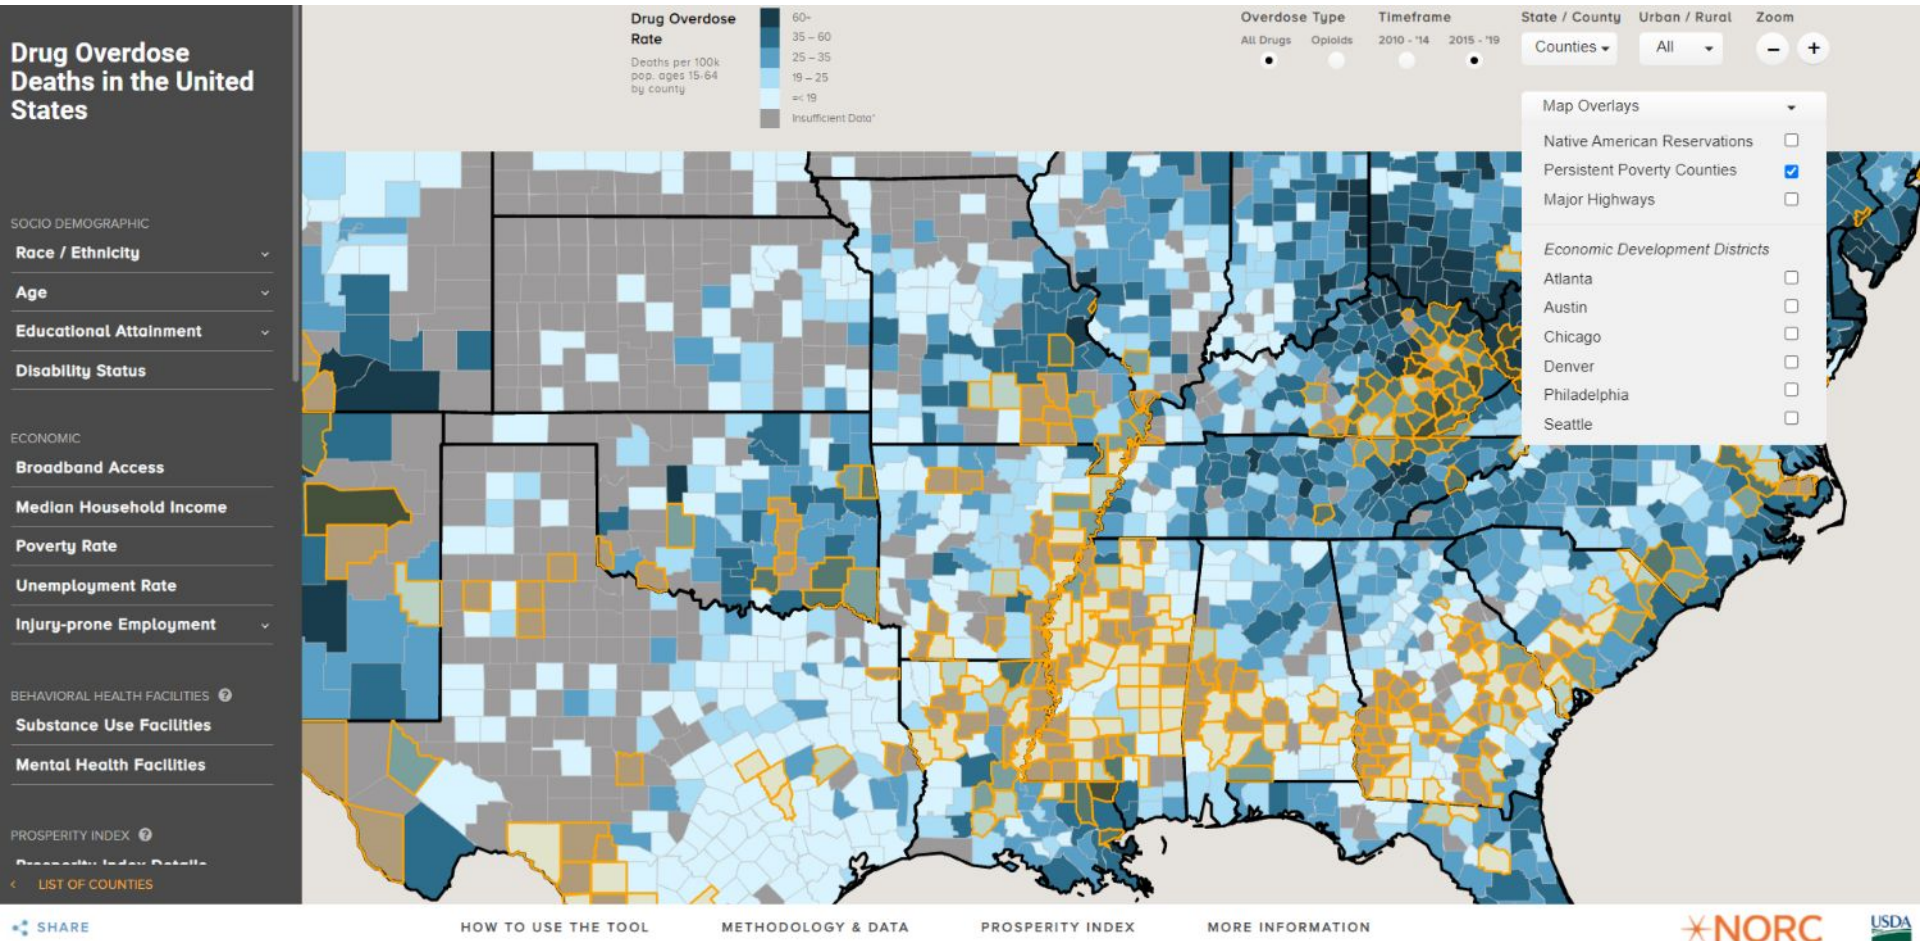 Drug Overdose
Deaths in the United
States
SOCIO DEMOGRAPHIC
Race / Ethnicity
Age
Educational Attainment
Disability Status
ECONOMIC
Broadband Access
Median Household Income
Poverty Rate
Unemployment Rate
Injury-prone Employment
BEHAVIORAL HEALTH FACILITIES ?
Substance Use Facilities
Mental Health Facilities
PROSPERITY INDEX ?
Prosperity Index Details
< LIST OF COUNTIES
Drug Overdose
Rate
Deaths per 100k
pop. ages 15-64
by county
60+
35 – 60
25 – 35
19 – 25
=< 19
Insufficient Data*
Overdose Type
All Drugs Opioids
Timeframe
2010 - '14 2015 - '19
State / County
Counties
Urban / Rural
All
Zoom
– +
Map Overlays
Native American Reservations
Persistent Poverty Counties
Major Highways
Economic Development Districts
Atlanta
Austin
Chicago
Denver
Philadelphia
Seattle
SHARE
HOW TO USE THE TOOL
METHODOLOGY & DATA
PROSPERITY INDEX
MORE INFORMATION
NORC
USDA